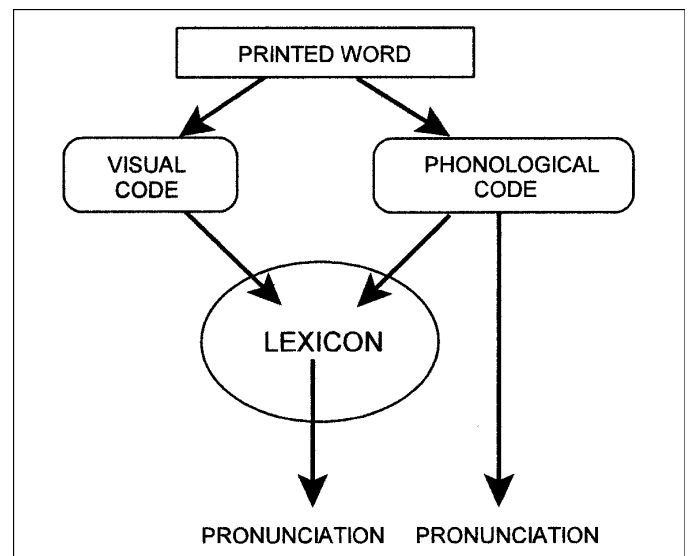 PRINTED WORD
VISUAL
CODE
PHONOLOGICAL
CODE
LEXICON
PRONUNCIATION
PRONUNCIATION